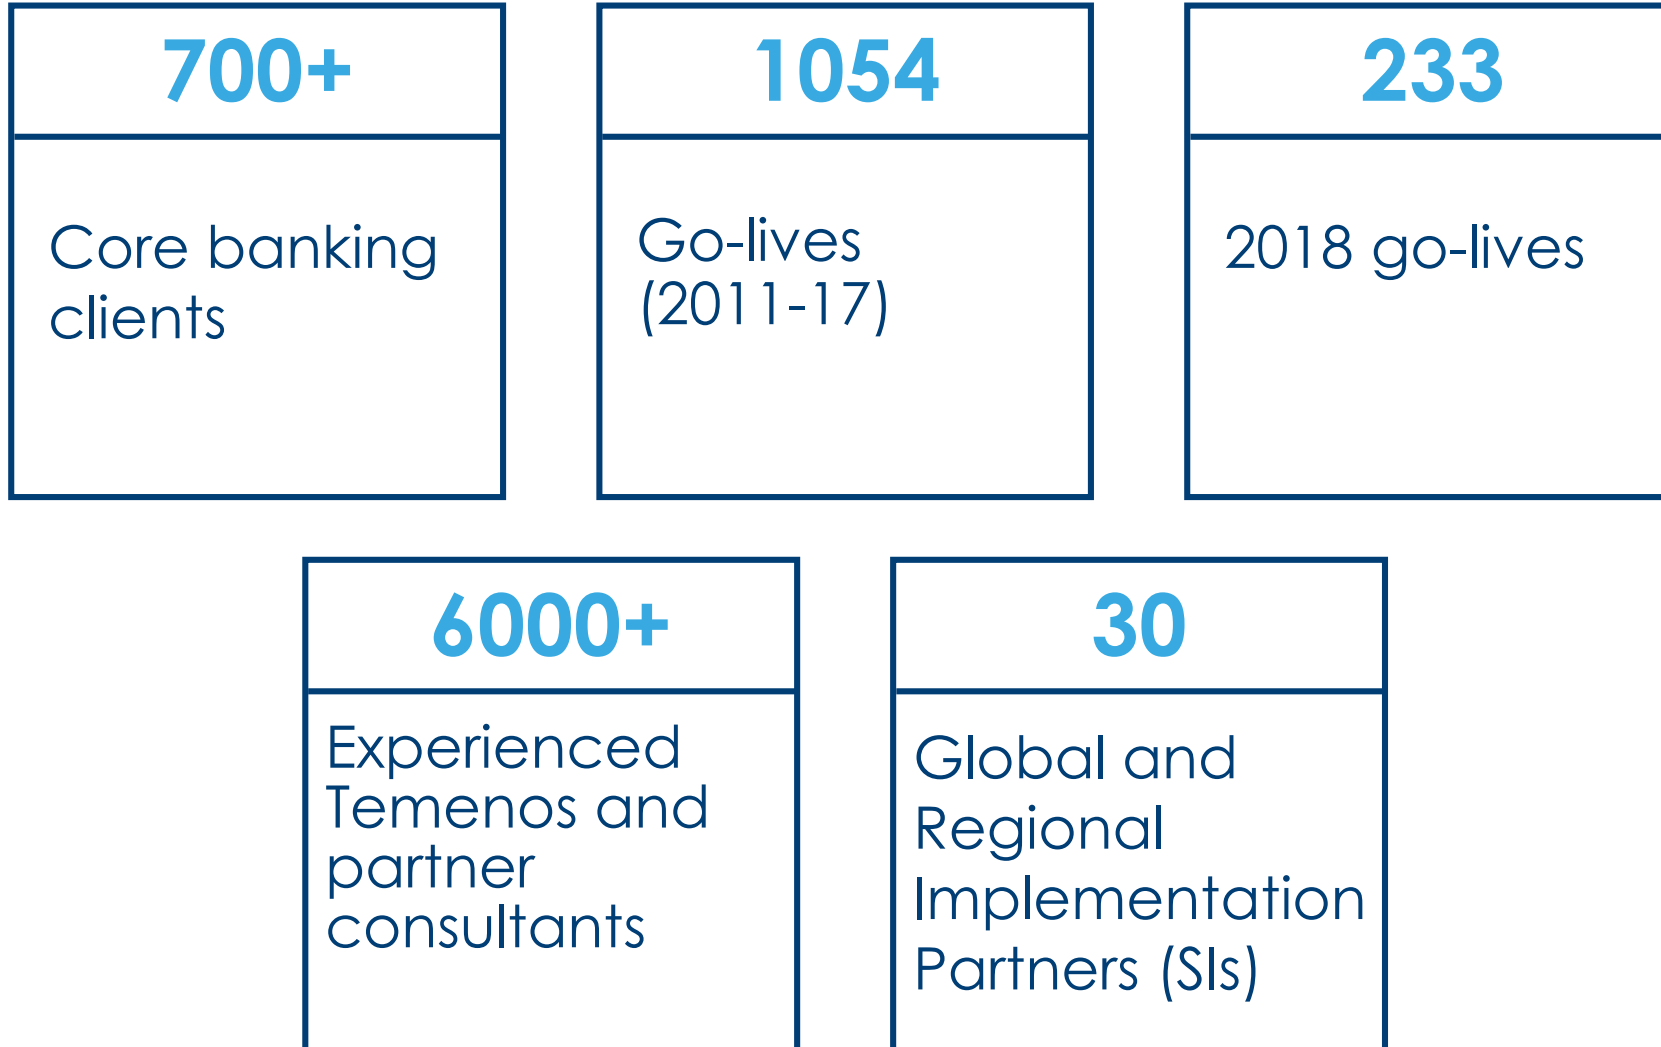 700+
Core banking
clients
1054
Go-lives
(2011-17)
233
2018 go-lives
6000+
Experienced
Temenos and
partner
consultants
30
Global and
Regional
Implementation
Partners (SIs)